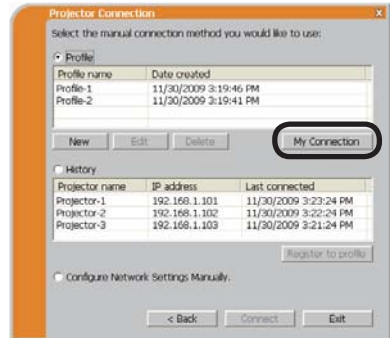 Projector Connection
Select the manual connection method you would like to use:
Profile
Profile name Date created
Profile-1 11/30/2009 3:19:46 PM
Profile-2 11/30/2009 3:19:41 PM
New Edit Delete My Connection
History
Projector name IP address Last connected
Projector-1 192.168.1.101 11/30/2009 3:23:24 PM
Projector-2 192.168.1.102 11/30/2009 3:22:24 PM
Projector-3 192.168.1.103 11/30/2009 3:21:24 PM
Register to profile
Configure Network Settings Manually.
< Back Connect Exit